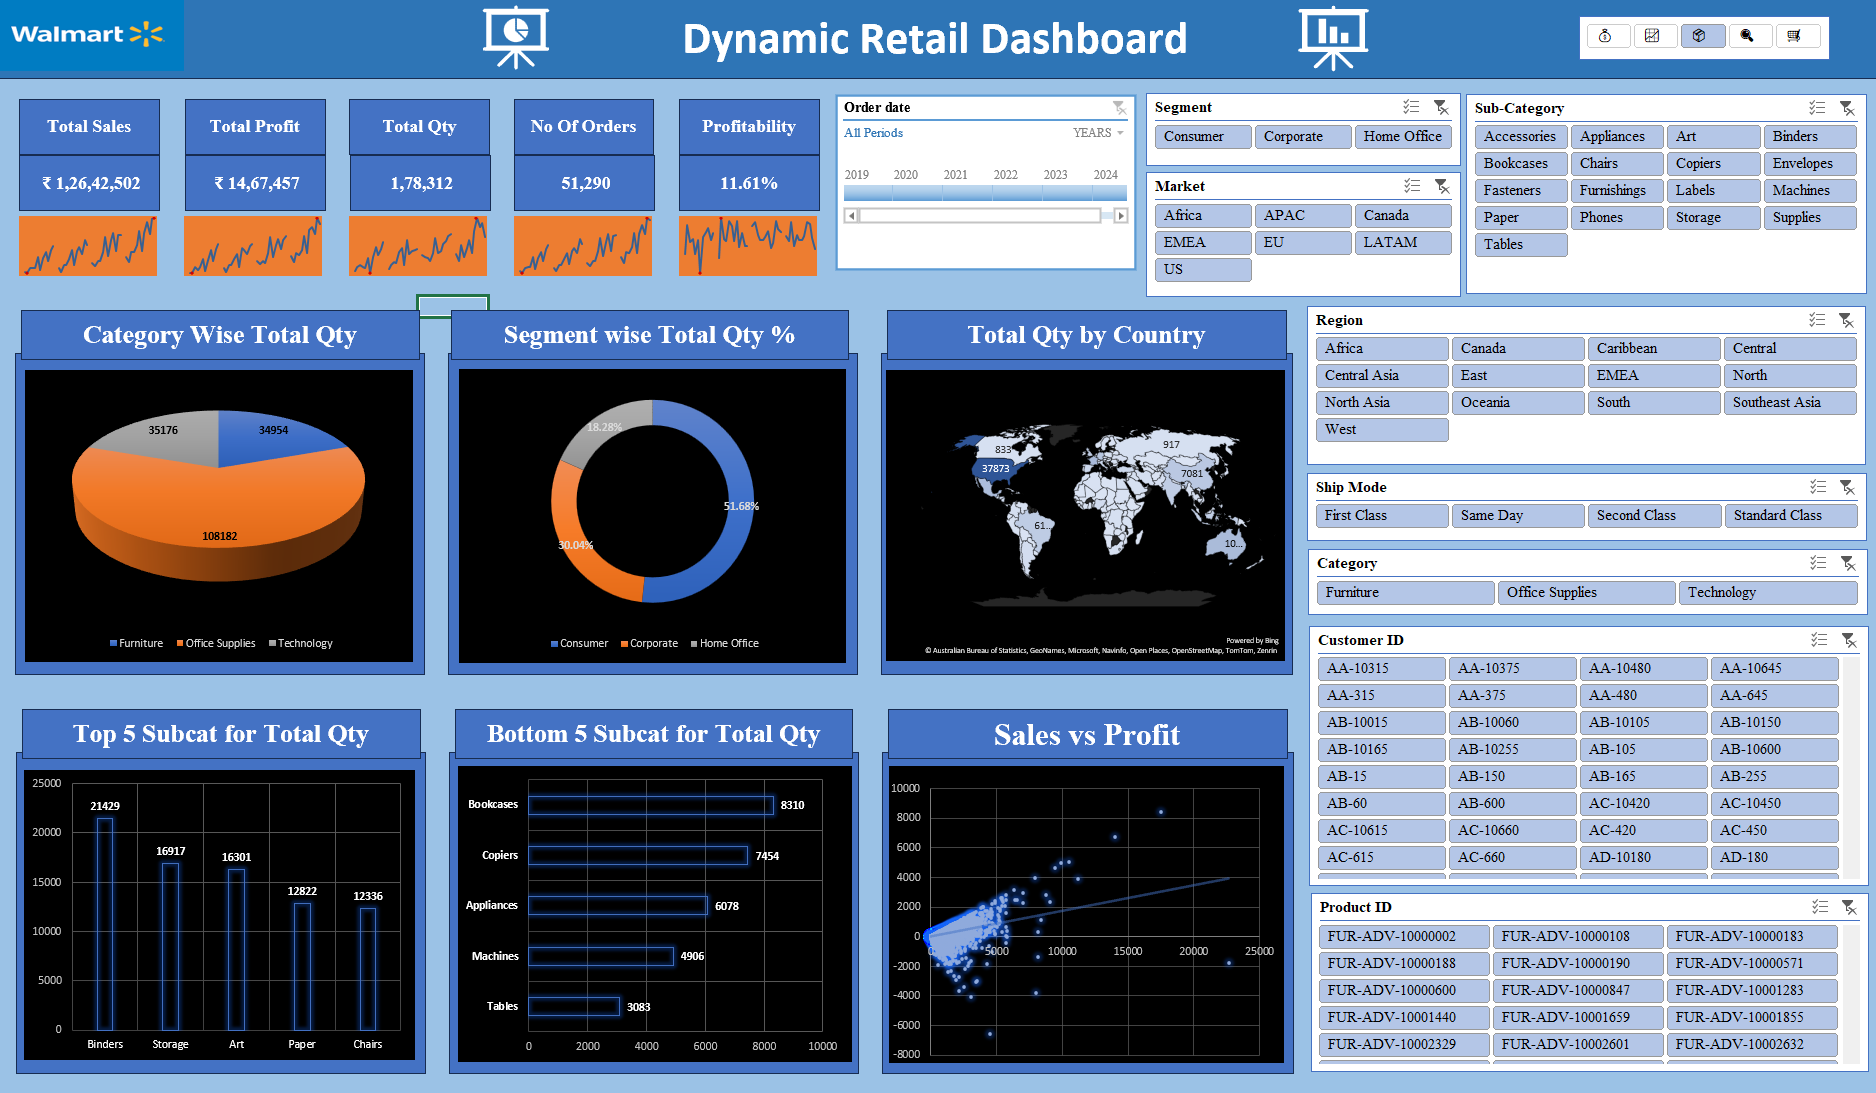 Walmart
Dynamic Retail Dashboard
Total Sales
₹ 1,26,42,502
Total Profit
₹ 14,67,457
Total Qty
1,78,312
No Of Orders
51,290
Profitability
11.61%
Order date
All Periods
YEARS
2019 2020 2021 2022 2023 2024
Segment
Consumer Corporate Home Office
Market
Africa APAC Canada
EMEA EU LATAM
US
Sub-Category
Accessories Appliances Art Binders
Bookcases Chairs Copiers Envelopes
Fasteners Furnishings Labels Machines
Paper Phones Storage Supplies
Tables
Category Wise Total Qty
35176
34954
108182
Furniture Office Supplies Technology
Segment wise Total Qty %
18.28%
51.68%
30.04%
Consumer Corporate Home Office
Total Qty by Country
833
917
37873
7081
61...
10...
Powered by Bing
© Australian Bureau of Statistics, GeoNames, Microsoft, Navinfo, Open Places, OpenStreetMap, TomTom, Zenrin
Region
Africa Canada Caribbean Central
Central Asia East EMEA North
North Asia Oceania South Southeast Asia
West
Ship Mode
First Class Same Day Second Class Standard Class
Category
Furniture Office Supplies Technology
Customer ID
AA-10315 AA-10375 AA-10480 AA-10645
AA-315 AA-375 AA-480 AA-645
AB-10015 AB-10060 AB-10105 AB-10150
AB-10165 AB-10255 AB-105 AB-10600
AB-15 AB-150 AB-165 AB-255
AB-60 AB-600 AC-10420 AC-10450
AC-10615 AC-10660 AC-420 AC-450
AC-615 AC-660 AD-10180 AD-180
Product ID
FUR-ADV-10000002 FUR-ADV-10000108 FUR-ADV-10000183
FUR-ADV-10000188 FUR-ADV-10000190 FUR-ADV-10000571
FUR-ADV-10000600 FUR-ADV-10000847 FUR-ADV-10001283
FUR-ADV-10001440 FUR-ADV-10001659 FUR-ADV-10001855
FUR-ADV-10002329 FUR-ADV-10002601 FUR-ADV-10002632
Top 5 Subcat for Total Qty
25000
20000
15000
10000
5000
0
21429
16917
16301
12822
12336
Binders Storage Art Paper Chairs
Bottom 5 Subcat for Total Qty
Bookcases 8310
Copiers 7454
Appliances 6078
Machines 4906
Tables 3083
0 2000 4000 6000 8000 10000
Sales vs Profit
10000
8000
6000
4000
2000
0
-2000
-4000
-6000
-8000
0 5000 10000 15000 20000 25000